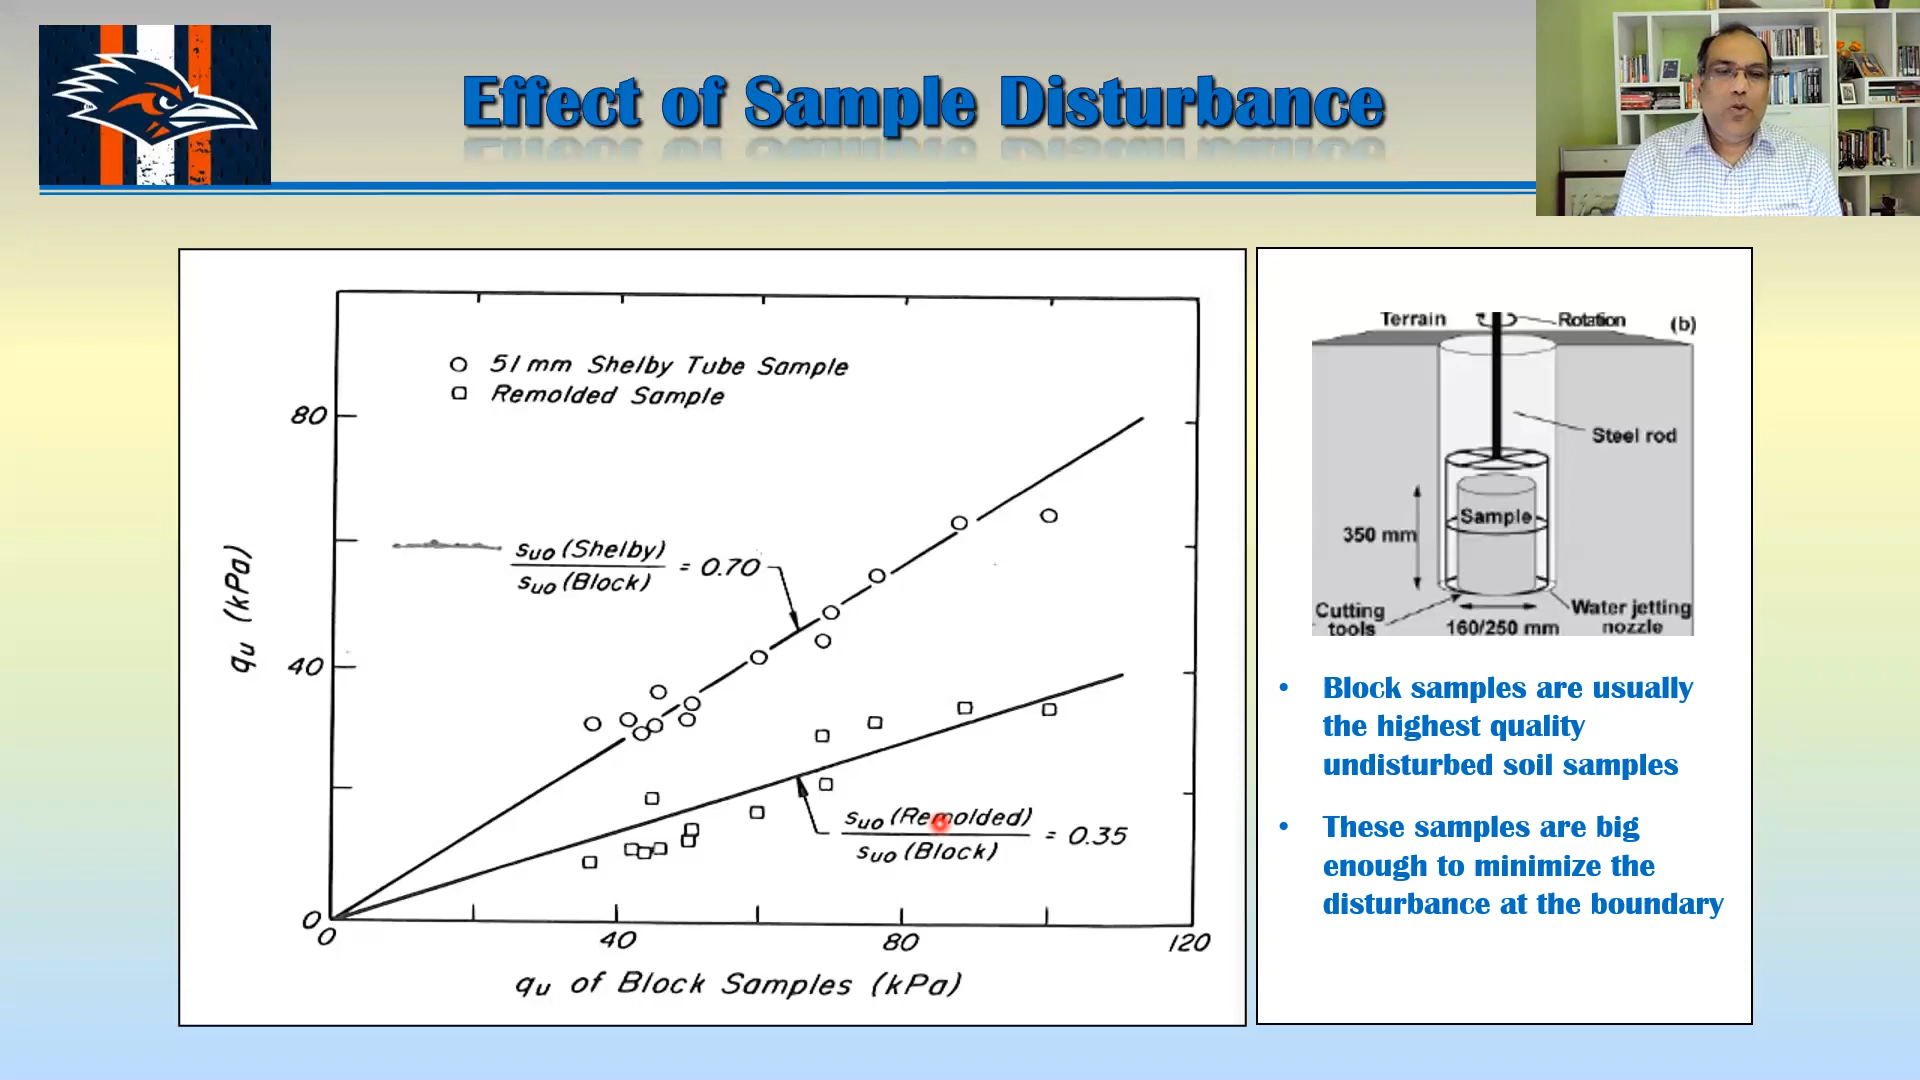 Effect of Sample Disturbance
51mm Shelby Tube Sample
Remolded Sample
80
40
0
qu (kPa)
suo (Shelby)
suo (Block)
= 0.70
suo (Remolded)
suo (Block)
= 0.35
0
40
80
120
qu of Block Samples (kPa)
Terrain
Rotation
(b)
Steel rod
Sample
350 mm
Cutting
tools
160/250 mm
Water jetting
nozzle
• Block samples are usually
the highest quality
undisturbed soil samples
• These samples are big
enough to minimize the
disturbance at the boundary